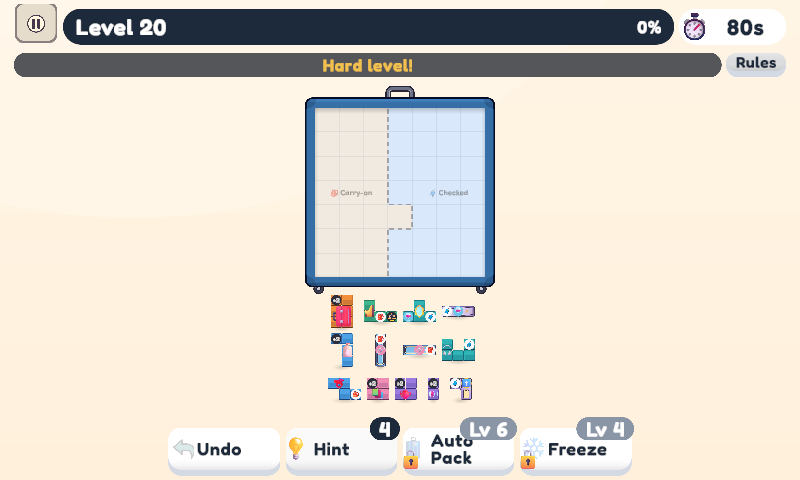 Level 20
0%
80s
Hard level!
Rules
Carry-on
Checked
Undo
Hint
4
Auto Pack
Lv 6
Freeze
Lv 4